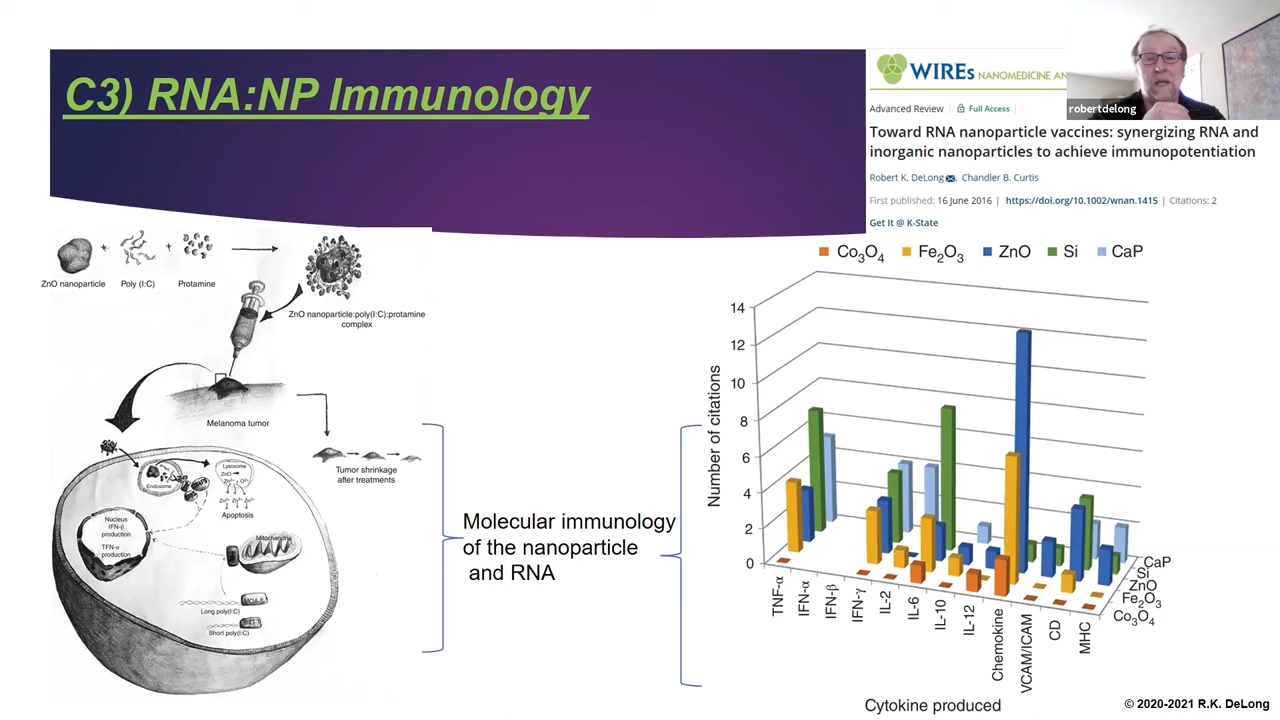 C3) RNA:NP Immunology
WIREs NANOMEDICINE AN
robertdelong
Advanced Review | Full Access
Toward RNA nanoparticle vaccines: synergizing RNA and
inorganic nanoparticles to achieve immunopotentiation
Robert K. DeLong, Chandler B. Curtis
First published: 16 June 2016 | https://doi.org/10.1002/wnan.1415 | Citations: 2
Get It @ K-State
+ +
ZnO nanoparticle Poly (I:C) Protamine
ZnO nanoparticle:poly(I:C):protamine
complex
Melanoma tumor
Tumor shrinkage
after treatments
Lysosome
ZnO
Endosome
Zn²⁺ Zn²⁺ Zn²⁺
Apoptosis
Nucleus
IFN-β
production
TFN-α
production
Mitochondria
Long poly(I:C)
Short poly(I:C)
Molecular immunology
of the nanoparticle
and RNA
Co₃O₄ Fe₂O₃ ZnO Si CaP
Number of citations
14
12
10
8
6
4
2
0
TNF-α
IFN-α
IFN-β
IFN-γ
IL-2
IL-6
IL-10
IL-12
Chemokine
VCAM/ICAM
CD
MHC
CaP
Si
ZnO
Fe₂O₃
Co₃O₄
Cytokine produced
© 2020-2021 R.K. DeLong